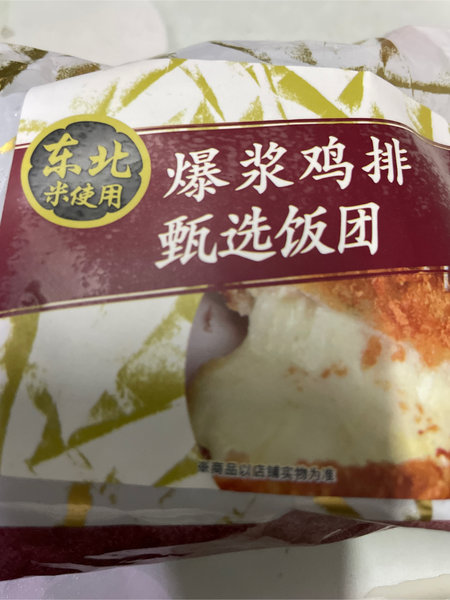 东北
米使用
爆浆鸡排
甄选饭团
※商品以店铺实物为准